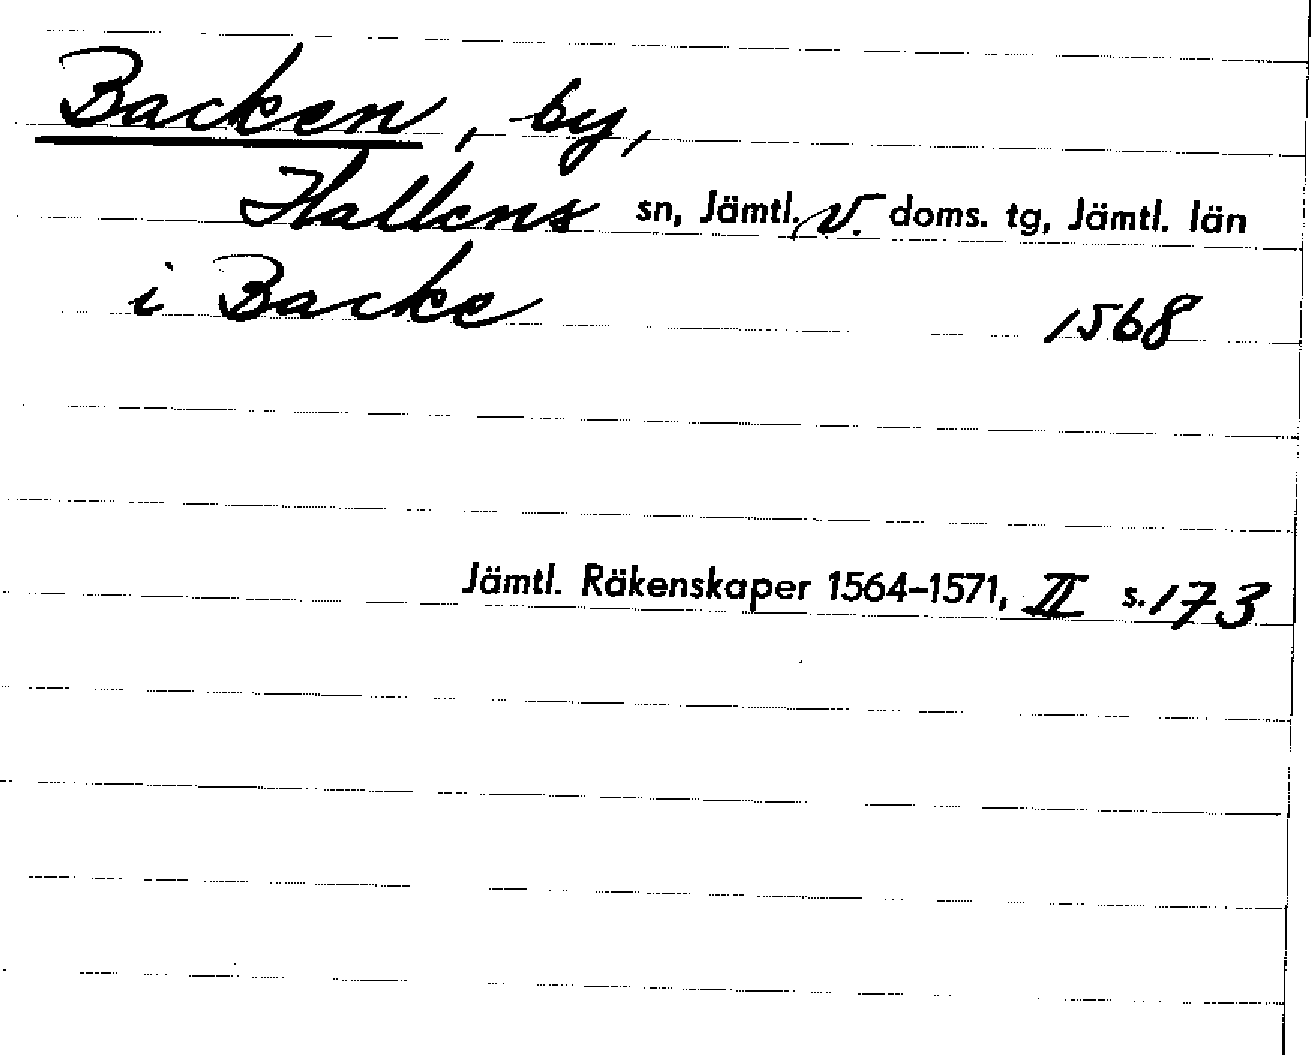 Backen, by,
Hallens sn, Jämtl. v. doms. tg, Jämtl. län
i Backe 1568
Jämtl. Räkenskaper 1564–1571, II s. 173